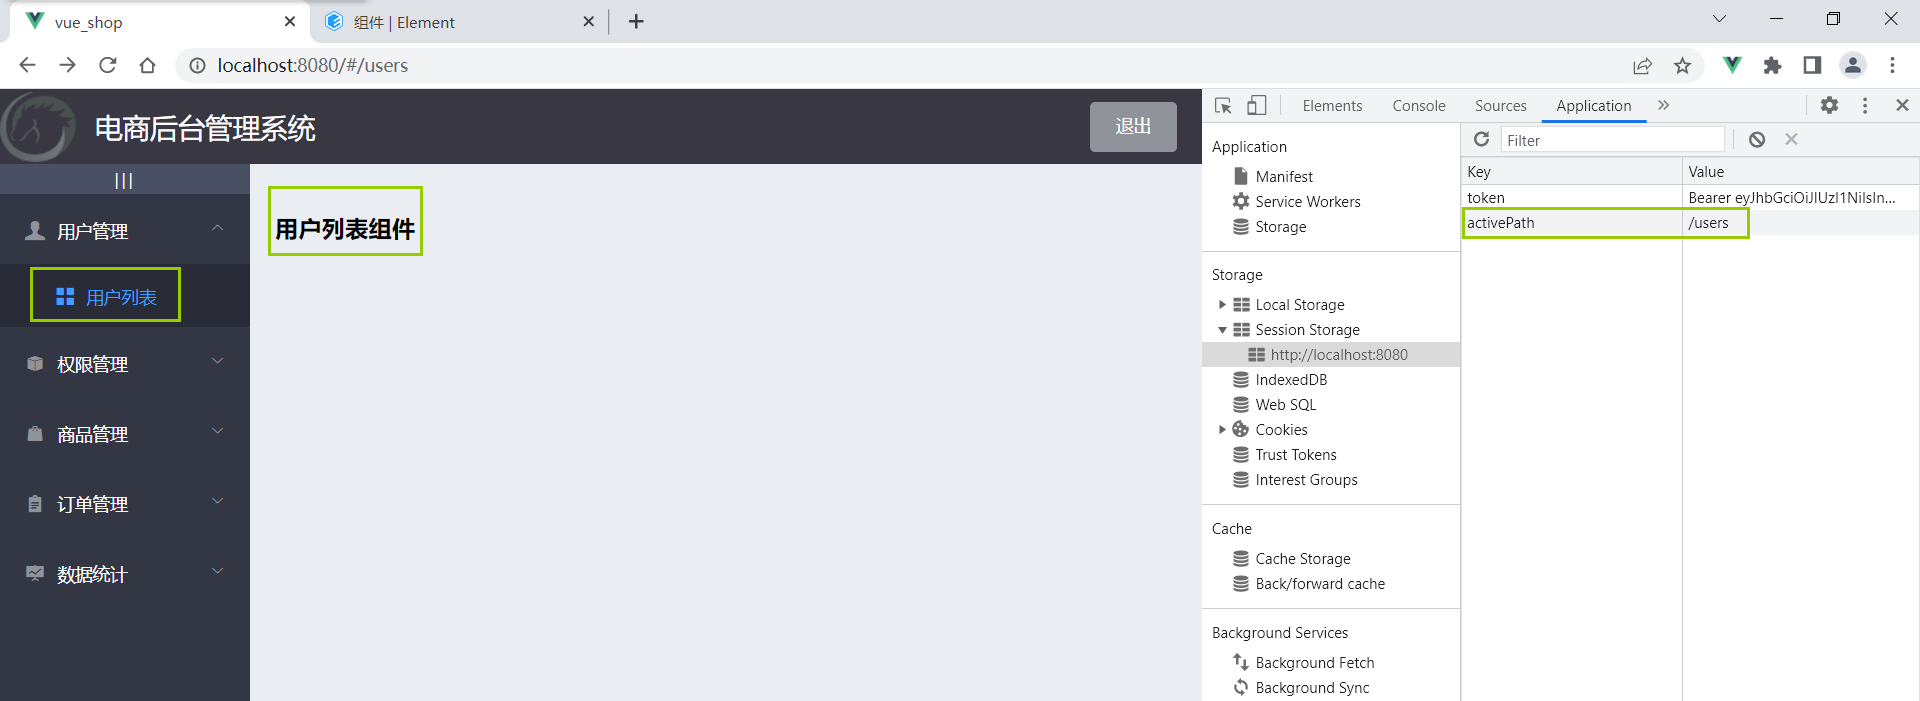 vue_shop
组件 | Element
localhost:8080/#/users
电商后台管理系统
退出
|||
用户管理
用户列表
权限管理
商品管理
订单管理
数据统计
用户列表组件
Elements
Console
Sources
Application
Application
Manifest
Service Workers
Storage
Storage
Local Storage
Session Storage
http://localhost:8080
IndexedDB
Web SQL
Cookies
Trust Tokens
Interest Groups
Cache
Cache Storage
Back/forward cache
Background Services
Background Fetch
Background Sync
Filter
Key Value
token Bearer eyJhbGciOiJIUzI1NiIsIn...
activePath /users